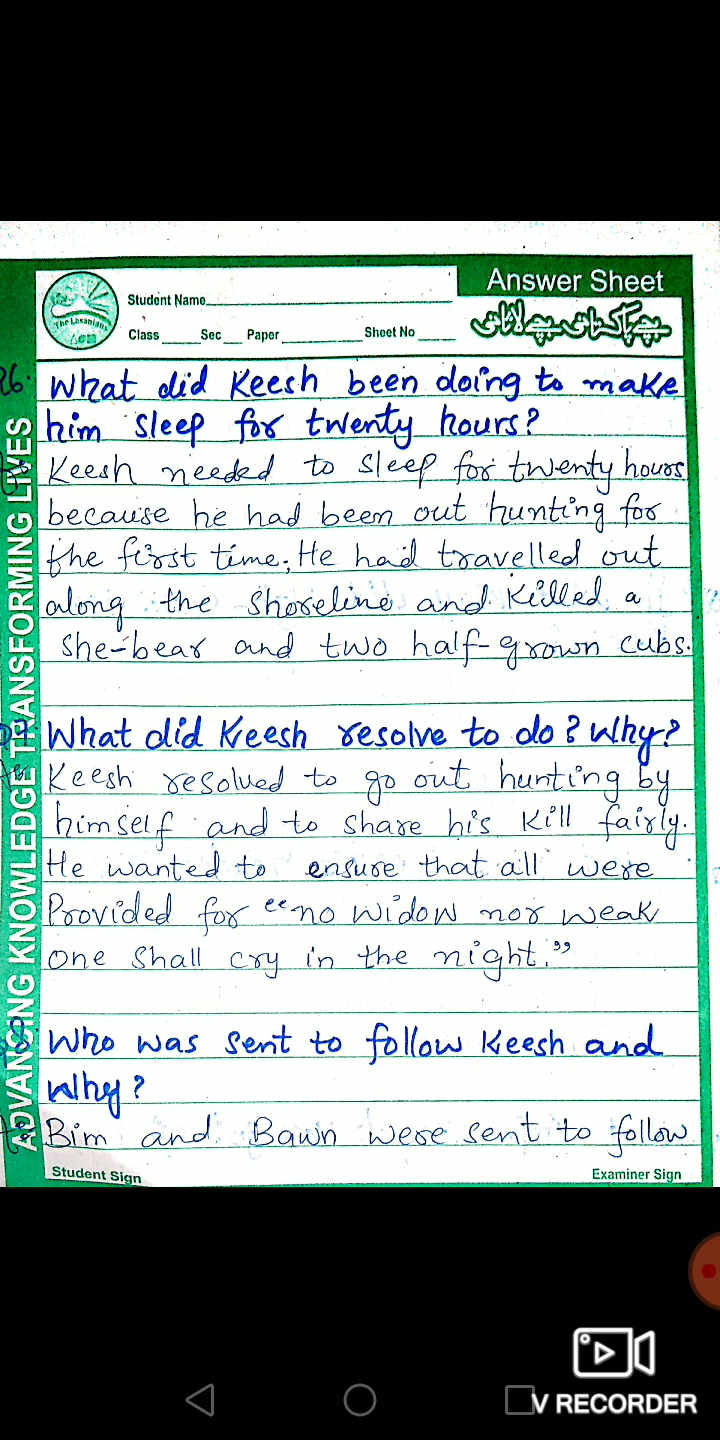 Answer Sheet
Student Name
Class Sec Paper Sheet No
The Lasanians
26. What did Keesh been doing to make
him sleep for twenty hours?
Keesh needed to sleep for twenty hours
because he had been out hunting for
the first time. He had travelled out
along the shoreline and killed a
she-bear and two half-grown cubs.
What did Keesh resolve to do? Why?
Keesh resolved to go out hunting by
himself and to share his kill fairly.
He wanted to ensure that all were
Provided for "no widow nor weak
one shall cry in the night."
Who was sent to follow Keesh and
Why?
Bim and Bawn were sent to follow
Student Sign Examiner Sign
ADVANCING KNOWLEDGE TRANSFORMING LIVES
V RECORDER